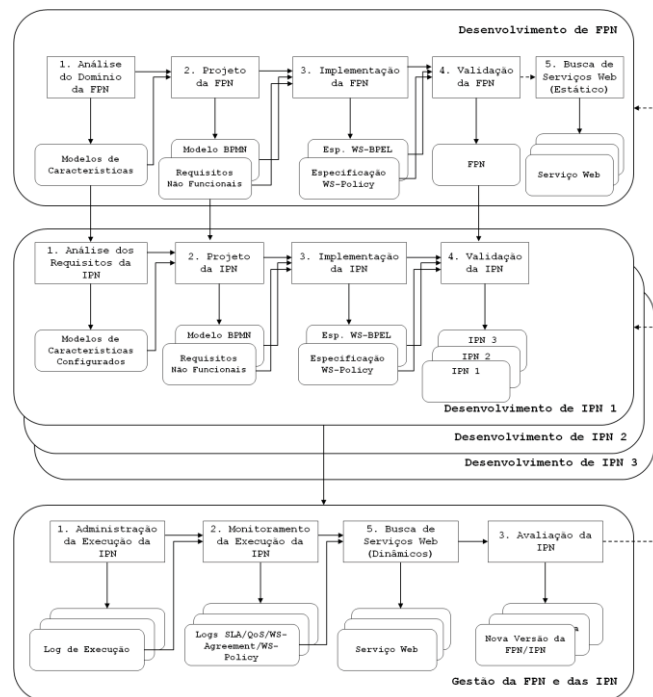 Desenvolvimento de FPN
1. Análise
do Domínio
da FPN
2. Projeto
da FPN
3. Implementação
da FPN
4. Validação
da FPN
5. Busca de
Serviços Web
(Estático)
Modelos de
Características
Modelo BPMN
Requisitos
Não Funcionais
Esp. WS-BPEL
Especificação
WS-Policy
FPN
Serviço Web
1. Análise dos
Requisitos da
IPN
2. Projeto
da IPN
3. Implementação
da IPN
4. Validação
da IPN
Modelos de
Características
Configurados
Modelo BPMN
Requisitos
Não Funcionais
Esp. WS-BPEL
Especificação
WS-Policy
IPN 3
IPN 2
IPN 1
Desenvolvimento de IPN 1
Desenvolvimento de IPN 2
Desenvolvimento de IPN 3
1. Administração
da Execução da
IPN
2. Monitoramento
da Execução da
IPN
5. Busca de
Serviços Web
(Dinâmicos)
3. Avaliação da
IPN
Log de Execução
Logs SLA/QoS/WS-
Agreement/WS-
Policy
Serviço Web
Nova Versão da
FPN/IPN
Gestão da FPN e das IPN